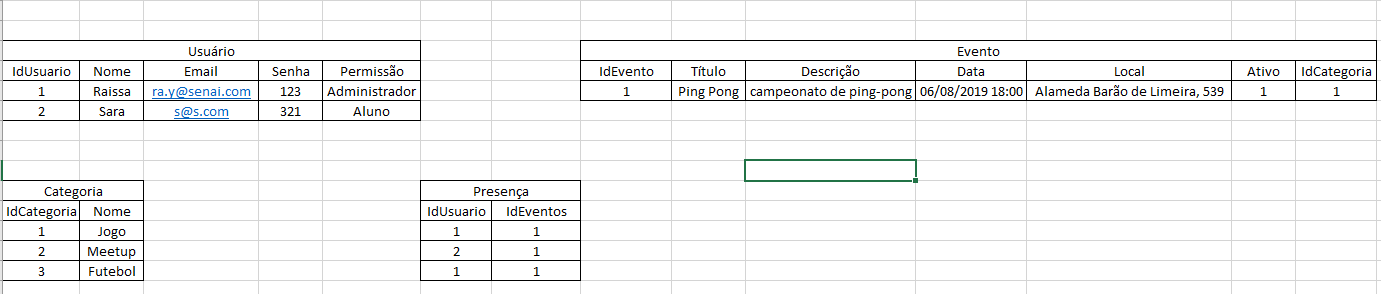 Usuário
IdUsuario Nome Email Senha Permissão
1 Raissa ra.y@senai.com 123 Administrador
2 Sara s@s.com 321 Aluno
Evento
IdEvento Título Descrição Data Local Ativo IdCategoria
1 Ping Pong campeonato de ping-pong 06/08/2019 18:00 Alameda Barão de Limeira, 539 1 1
Categoria
IdCategoria Nome
1 Jogo
2 Meetup
3 Futebol
Presença
IdUsuario IdEventos
1 1
2 1
1 1